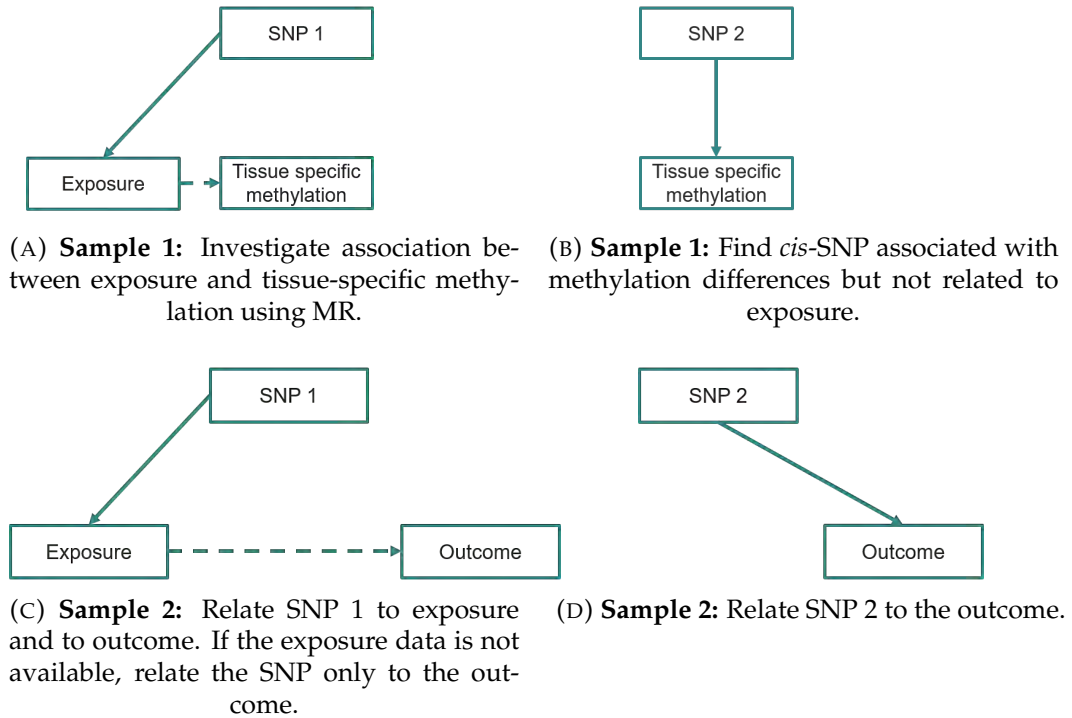 SNP 1
Exposure
Tissue specific
methylation
(A) Sample 1: Investigate association be-
tween exposure and tissue-specific methy-
lation using MR.
SNP 2
Tissue specific
methylation
(B) Sample 1: Find cis-SNP associated with
methylation differences but not related to
exposure.
SNP 1
Exposure
Outcome
(C) Sample 2: Relate SNP 1 to exposure
and to outcome. If the exposure data is not
available, relate the SNP only to the out-
come.
SNP 2
Outcome
(D) Sample 2: Relate SNP 2 to the outcome.